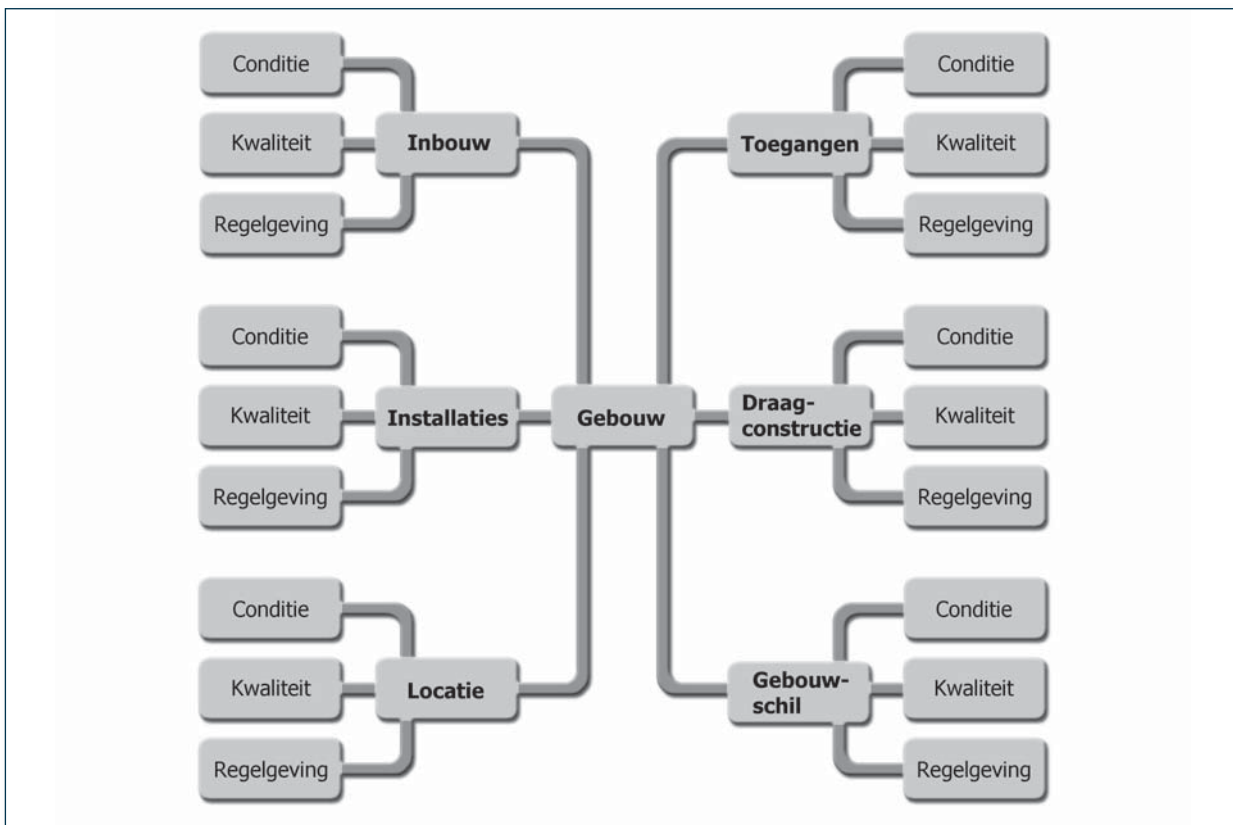 Conditie
Kwaliteit
Regelgeving
Inbouw
Conditie
Kwaliteit
Regelgeving
Installaties
Conditie
Kwaliteit
Regelgeving
Locatie
Gebouw
Toegangen
Conditie
Kwaliteit
Regelgeving
Draag-
constructie
Conditie
Kwaliteit
Regelgeving
Gebouw-
schil
Conditie
Kwaliteit
Regelgeving